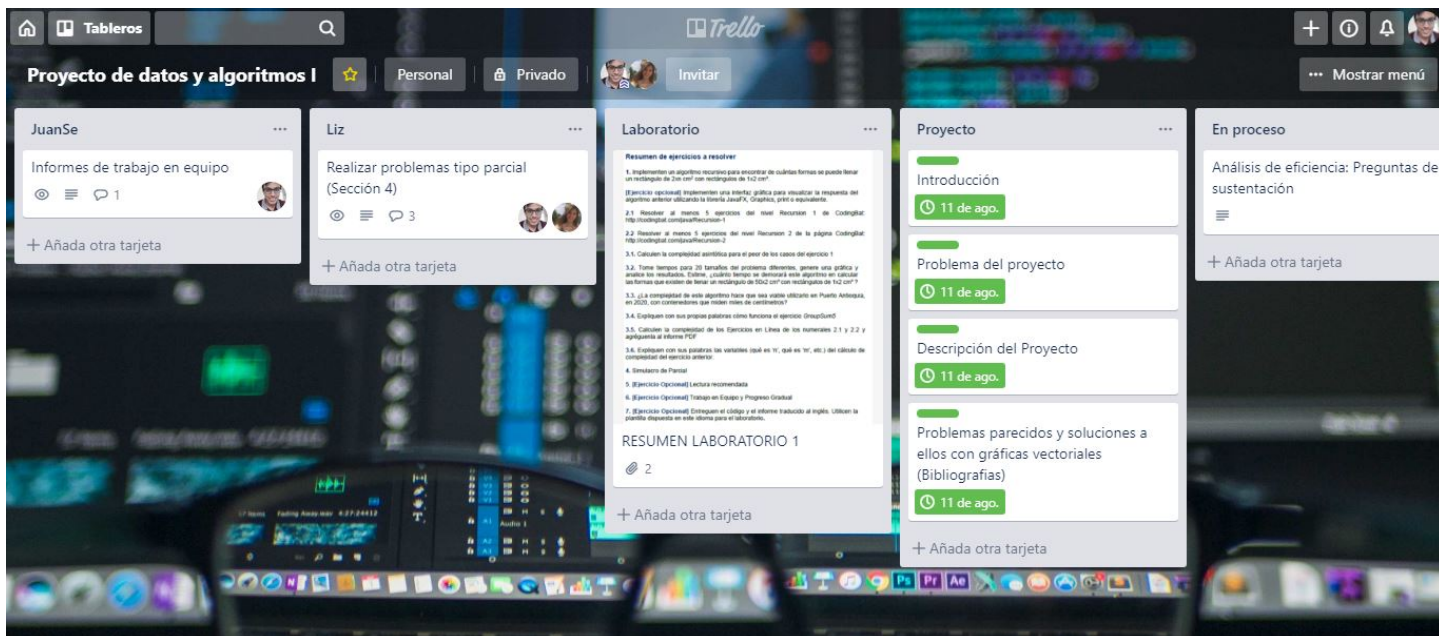 Tableros
Trello
Proyecto de datos y algoritmos I
Personal
Privado
Invitar
Mostrar menú
JuanSe
Informes de trabajo en equipo
1
+ Añada otra tarjeta
Liz
Realizar problemas tipo parcial
(Sección 4)
3
+ Añada otra tarjeta
Laboratorio
Resumen de ejercicios a resolver
1. Implementen un algoritmo recursivo para encontrar de cuántas formas se puede llenar
un rectángulo de 2xn cm² con rectángulos de 1x2 cm².
[Ejercicio opcional] Implementen una interfaz gráfica para visualizar la respuesta del
algoritmo anterior utilizando la librería JavaFX, Graphics, print o equivalente.
2.1 Resolver al menos 5 ejercicios del nivel Recursion 1 de CodingBat:
http://codingbat.com/java/Recursion-1
2.2 Resolver al menos 5 ejercicios del nivel Recursion 2 de la página CodingBat:
http://codingbat.com/java/Recursion-2
3.1. Calculen la complejidad asintótica para el peor de los casos del ejercicio 1
3.2. Tome tiempos para 20 tamaños del problema diferentes, genere una gráfica y
analice los resultados. Estime, ¿cuánto tiempo se demorará este algoritmo en calcular
las formas que existen de llenar un rectángulo de 50x2 cm² con rectángulos de 1x2 cm² ?
3.3. ¿La complejidad de este algoritmo hace que sea viable utilizarlo en Puerto Antioquia,
en 2020, con contenedores que miden miles de centímetros?
3.4. Expliquen con sus propias palabras cómo funciona el ejercicio GroupSum5
3.5. Calculen la complejidad de los Ejercicios en Línea de los numerales 2.1 y 2.2 y
agréguenla al informe PDF
3.6. Expliquen con sus palabras las variables (qué es 'n', qué es 'm', etc.) del cálculo de
complejidad del ejercicio anterior.
4. Simulacro de Parcial
5. [Ejercicio Opcional] Lectura recomendada
6. [Ejercicio Opcional] Trabajo en Equipo y Progreso Gradual
7. [Ejercicio Opcional] Entreguen el código y el informe traducido al inglés. Utilicen la
plantilla dispuesta en este idioma para el laboratorio.
RESUMEN LABORATORIO 1
2
+ Añada otra tarjeta
Proyecto
Introducción
11 de ago.
Problema del proyecto
11 de ago.
Descripción del Proyecto
11 de ago.
Problemas parecidos y soluciones a
ellos con gráficas vectoriales
(Bibliografias)
11 de ago.
+ Añada otra tarjeta
En proceso
Análisis de eficiencia: Preguntas de
sustentación
+ Añada otra tarjeta
17 items
Fading Away.wav
4:27:24412
Audio 1
Ps Pr Ae